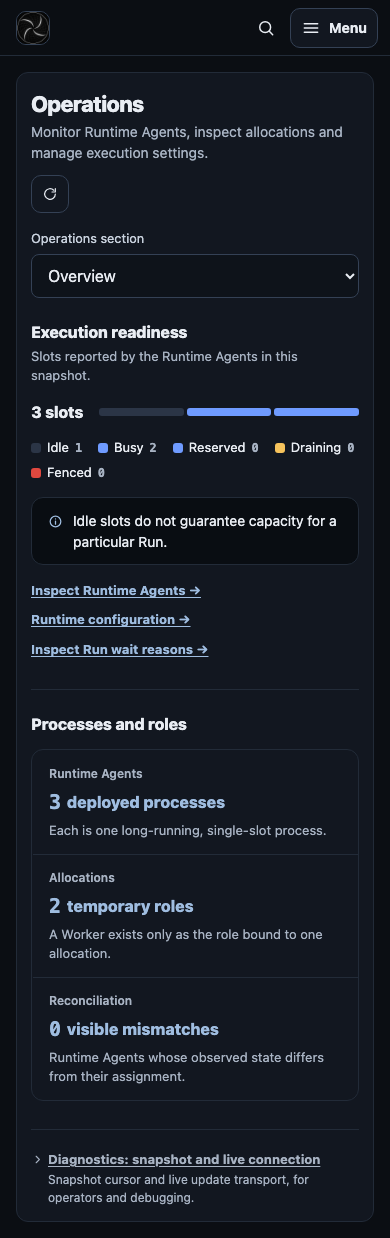 Menu
Operations
Monitor Runtime Agents, inspect allocations and
manage execution settings.
Operations section
Overview
Execution readiness
Slots reported by the Runtime Agents in this
snapshot.
3 slots
Idle 1 Busy 2 Reserved 0 Draining 0
Fenced 0
Idle slots do not guarantee capacity for a
particular Run.
Inspect Runtime Agents →
Runtime configuration →
Inspect Run wait reasons →
Processes and roles
Runtime Agents
3 deployed processes
Each is one long-running, single-slot process.
Allocations
2 temporary roles
A Worker exists only as the role bound to one
allocation.
Reconciliation
0 visible mismatches
Runtime Agents whose observed state differs
from their assignment.
Diagnostics: snapshot and live connection
Snapshot cursor and live update transport, for
operators and debugging.